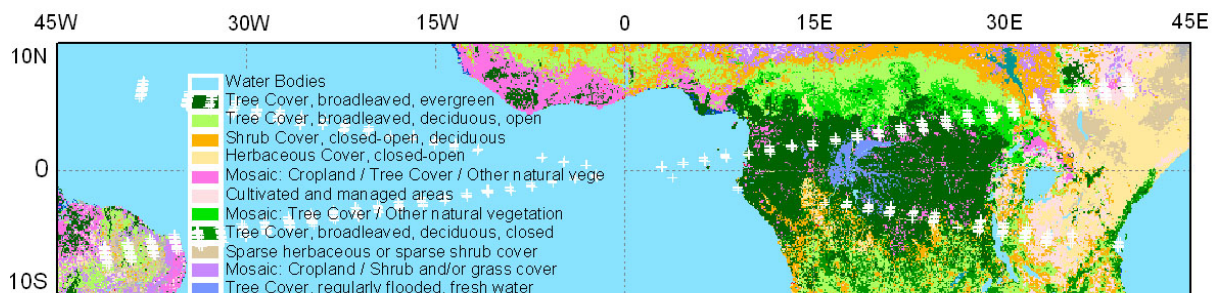 45W 30W 15W 0 15E 30E 45E
10N
0
10S
Water Bodies
Tree Cover, broadleaved, evergreen
Tree Cover, broadleaved, deciduous, open
Shrub Cover, closed-open, deciduous
Herbaceous Cover, closed-open
Mosaic: Cropland / Tree Cover / Other natural vege
Cultivated and managed areas
Mosaic: Tree Cover / Other natural vegetation
Tree Cover, broadleaved, deciduous, closed
Sparse herbaceous or sparse shrub cover
Mosaic: Cropland / Shrub and/or grass cover
Tree Cover, regularly flooded, fresh water